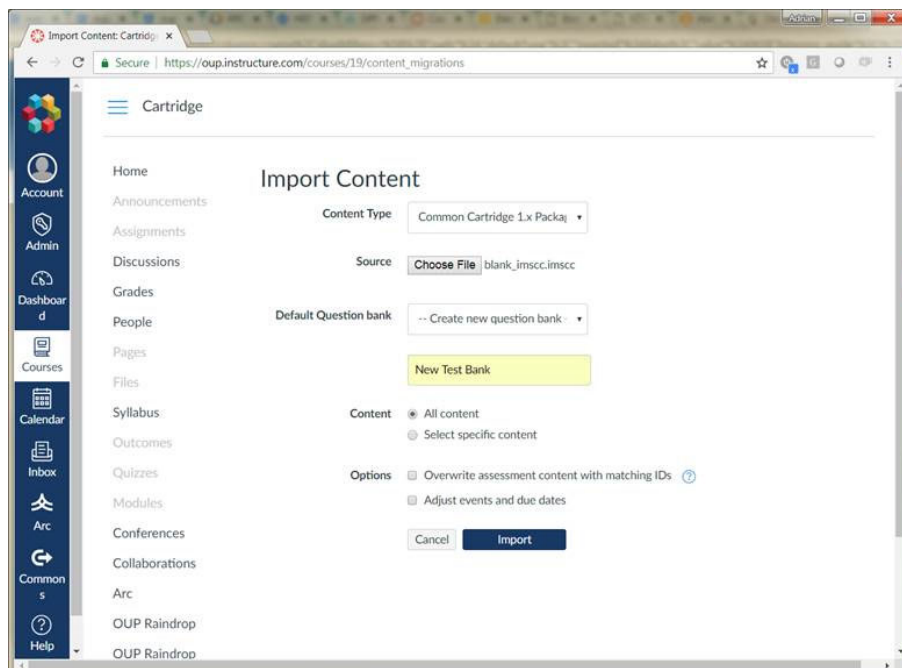 Adrian
Import Content: Cartridg
Secure | https://oup.instructure.com/courses/19/content_migrations
Cartridge
Account
Admin
Dashboar
d
Courses
Calendar
Inbox
Arc
Common
s
Help
Home
Announcements
Assignments
Discussions
Grades
People
Pages
Files
Syllabus
Outcomes
Quizzes
Modules
Conferences
Collaborations
Arc
OUP Raindrop
OUP Raindrop
Import Content
Content Type Common Cartridge 1.x Packag
Source Choose File blank_imscc.imscc
Default Question bank -- Create new question bank -
New Test Bank
Content All content
Select specific content
Options Overwrite assessment content with matching IDs ?
Adjust events and due dates
Cancel Import